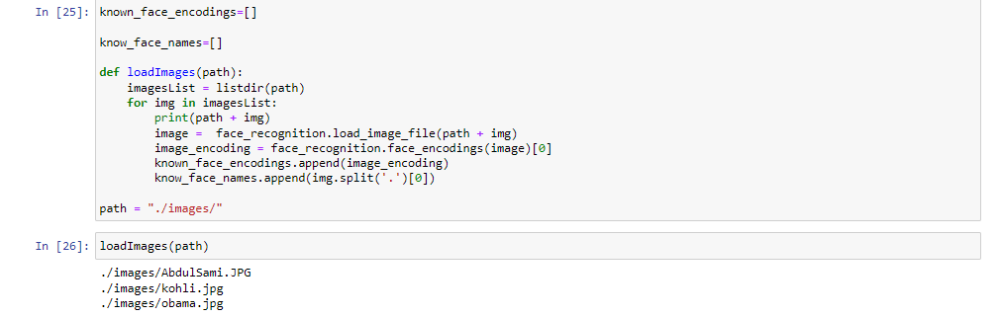 In [25]: known_face_encodings=[]
know_face_names=[]
def loadImages(path):
    imagesList = listdir(path)
    for img in imagesList:
        print(path + img)
        image =  face_recognition.load_image_file(path + img)
        image_encoding = face_recognition.face_encodings(image)[0]
        known_face_encodings.append(image_encoding)
        know_face_names.append(img.split('.')[0])
path = "./images/"
In [26]: loadImages(path)
./images/AbdulSami.JPG
./images/kohli.jpg
./images/obama.jpg